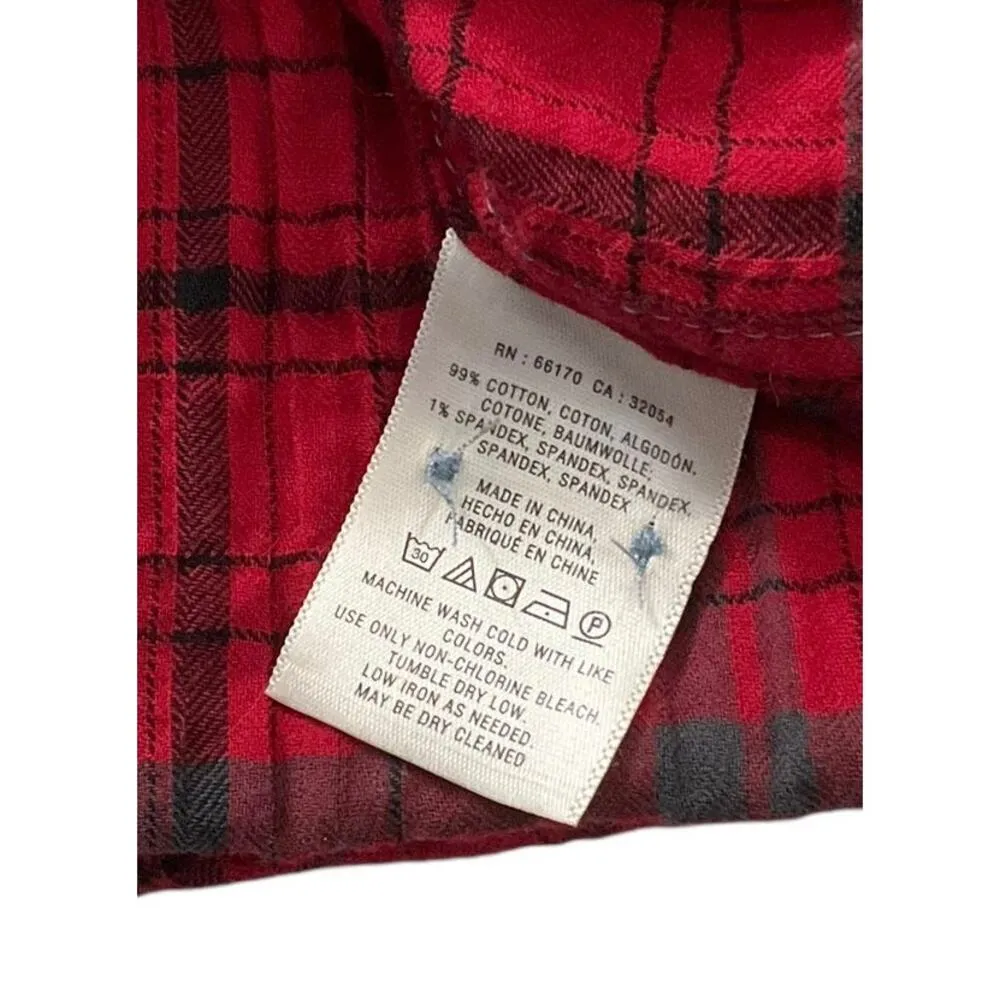 RN : 66170 CA : 32054
99% COTTON, COTON, ALGODÓN.
COTONE, BAUMWOLLE;
1% SPANDEX, SPANDEX, SPANDEX,
SPANDEX, SPANDEX
MADE IN CHINA,
HECHO EN CHINA,
FABRIQUÉ EN CHINE
30 P
MACHINE WASH COLD WITH LIKE
COLORS.
USE ONLY NON-CHLORINE BLEACH.
TUMBLE DRY LOW.
LOW IRON AS NEEDED.
MAY BE DRY CLEANED